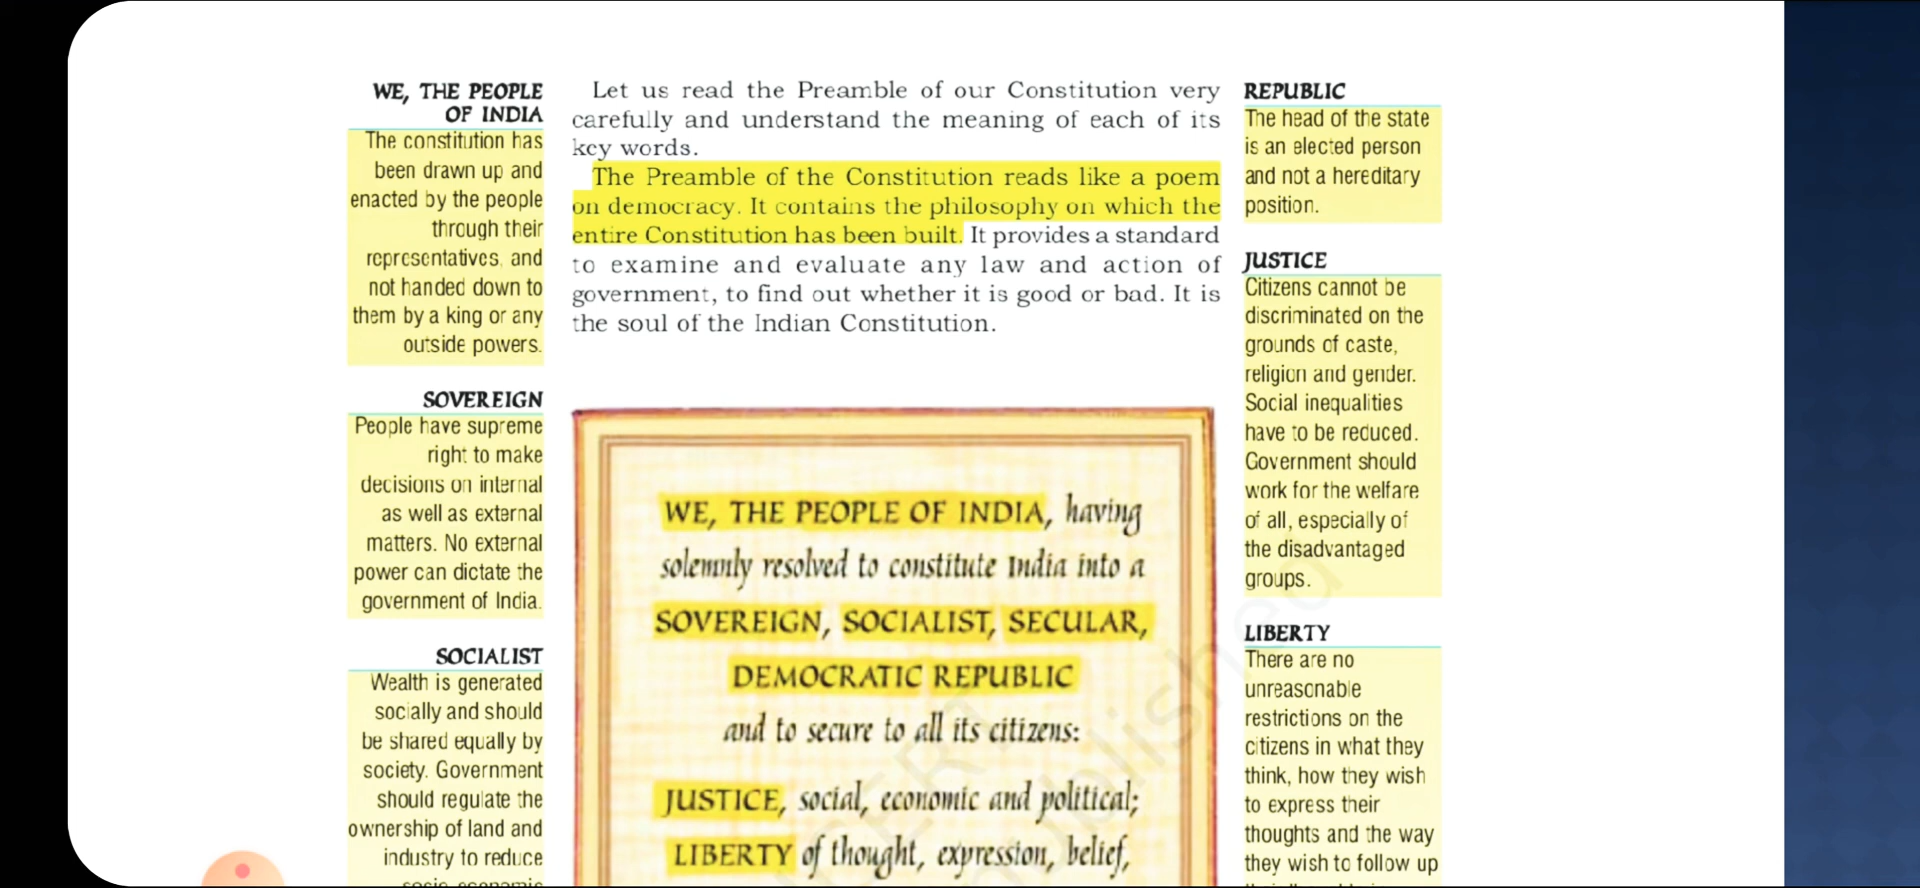 WE, THE PEOPLE
OF INDIA
The constitution has
been drawn up and
enacted by the people
through their
representatives, and
not handed down to
them by a king or any
outside powers.
SOVEREIGN
People have supreme
right to make
decisions on internal
as well as external
matters. No external
power can dictate the
government of India.
SOCIALIST
Wealth is generated
socially and should
be shared equally by
society. Government
should regulate the
ownership of land and
industry to reduce
socio-economic
Let us read the Preamble of our Constitution very
carefully and understand the meaning of each of its
key words.
The Preamble of the Constitution reads like a poem
on democracy. It contains the philosophy on which the
entire Constitution has been built. It provides a standard
to examine and evaluate any law and action of
government, to find out whether it is good or bad. It is
the soul of the Indian Constitution.
WE, THE PEOPLE OF INDIA, having
solemnly resolved to constitute India into a
SOVEREIGN, SOCIALIST, SECULAR,
DEMOCRATIC REPUBLIC
and to secure to all its citizens:
JUSTICE, social, economic and political;
LIBERTY of thought, expression, belief,
REPUBLIC
The head of the state
is an elected person
and not a hereditary
position.
JUSTICE
Citizens cannot be
discriminated on the
grounds of caste,
religion and gender.
Social inequalities
have to be reduced.
Government should
work for the welfare
of all, especially of
the disadvantaged
groups.
LIBERTY
There are no
unreasonable
restrictions on the
citizens in what they
think, how they wish
to express their
thoughts and the way
they wish to follow up